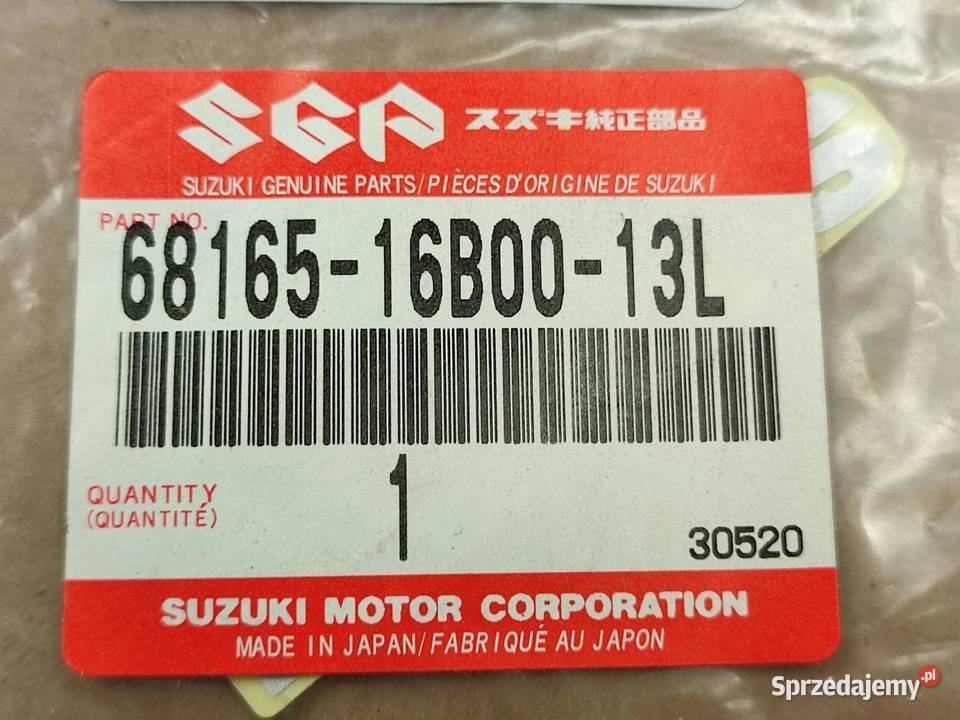 SGP スズキ純正部品
SUZUKI GENUINE PARTS/PIÈCES D'ORIGINE DE SUZUKI
PART NO.
68165-16B00-13L
QUANTITY
(QUANTITÉ)
1
30520
SUZUKI MOTOR CORPORATION
MADE IN JAPAN/FABRIQUÉ AU JAPON
Sprzedajemy.pl